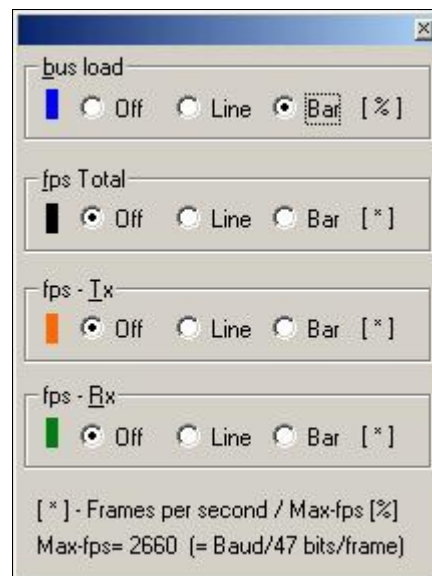 bus load
Off Line Bar [ % ]
fps Total
Off Line Bar [ * ]
fps - Tx
Off Line Bar [ * ]
fps - Rx
Off Line Bar [ * ]
[ * ] - Frames per second / Max-fps [%]
Max-fps= 2660 (= Baud/47 bits/frame)